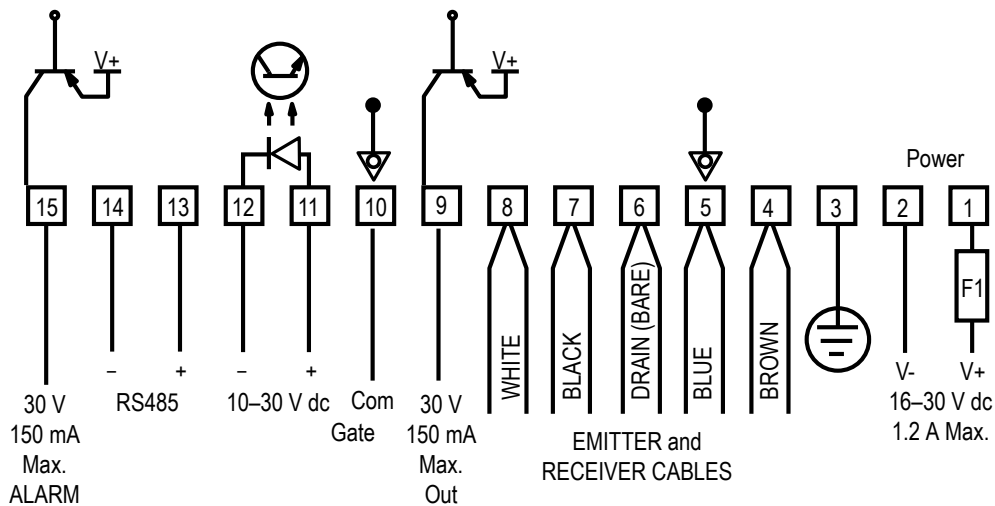 V+
V+
Power
15
14
13
12
11
10
9
8
7
6
5
4
3
2
1
WHITE
BLACK
DRAIN (BARE)
BLUE
BROWN
F1
–
+
–
+
V-
V+
30 V
150 mA
Max.
ALARM
RS485
10–30 V dc
Com
Gate
30 V
150 mA
Max.
Out
EMITTER and
RECEIVER CABLES
16–30 V dc
1.2 A Max.